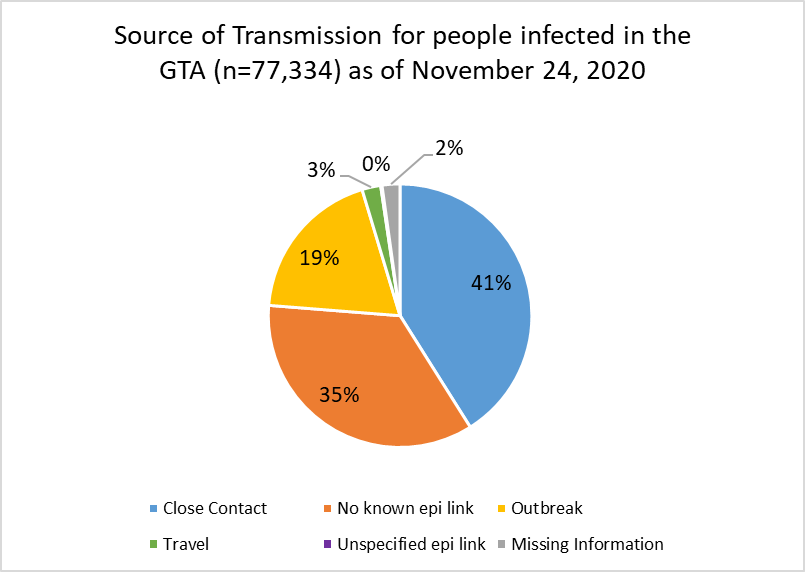 Source of Transmission for people infected in the
GTA (n=77,334) as of November 24, 2020
3%
0%
2%
19%
41%
35%
Close Contact
No known epi link
Outbreak
Travel
Unspecified epi link
Missing Information